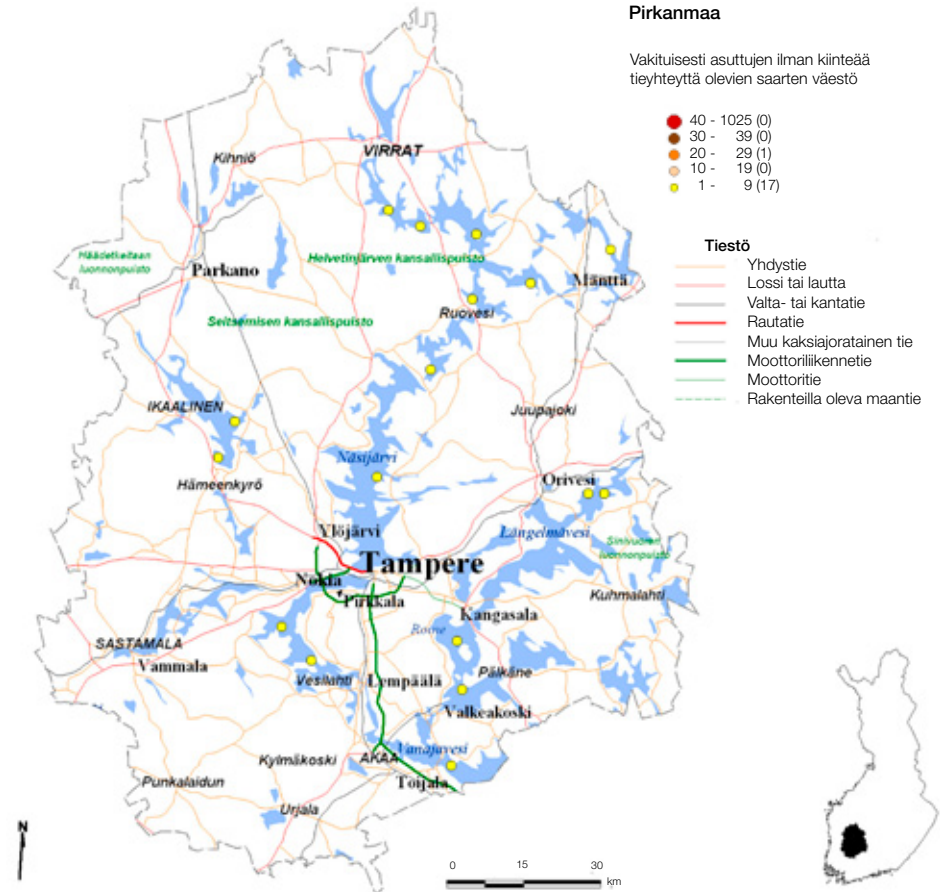 Pirkanmaa
Vakituisesti asuttujen ilman kiinteää
tieyhteyttä olevien saarten väestö
40 - 1025 (0)
30 - 39 (0)
20 - 29 (1)
10 - 19 (0)
1 - 9 (17)
Tiestö
Yhdystie
Lossi tai lautta
Valta- tai kantatie
Rautatie
Muu kaksiajoratainen tie
Moottoriliikennetie
Moottoritie
Rakenteilla oleva maantie
Kihniö
VIRRAT
Häädetkeitaan
luonnonpuisto
Helvetinjärven kansallispuisto
Parkano
Mänttä
Seitsemisen kansallispuisto
Ruovesi
IKAALINEN
Juupajoki
Näsijärvi
Hämeenkyrö
Orivesi
Ylöjärvi
Längelmävesi
Sinivuoren
luonnonpuisto
Tampere
Nokia
Pirkkala
Kuhmalahti
Kangasala
Roine
SASTAMALA
Vammala
Pälkäne
Vesilahti
Lempäälä
Valkeakoski
Vanajavesi
Kylmäkoski
AKAA
Punkalaidun
Toijala
Urjala
N
0 15 30
km